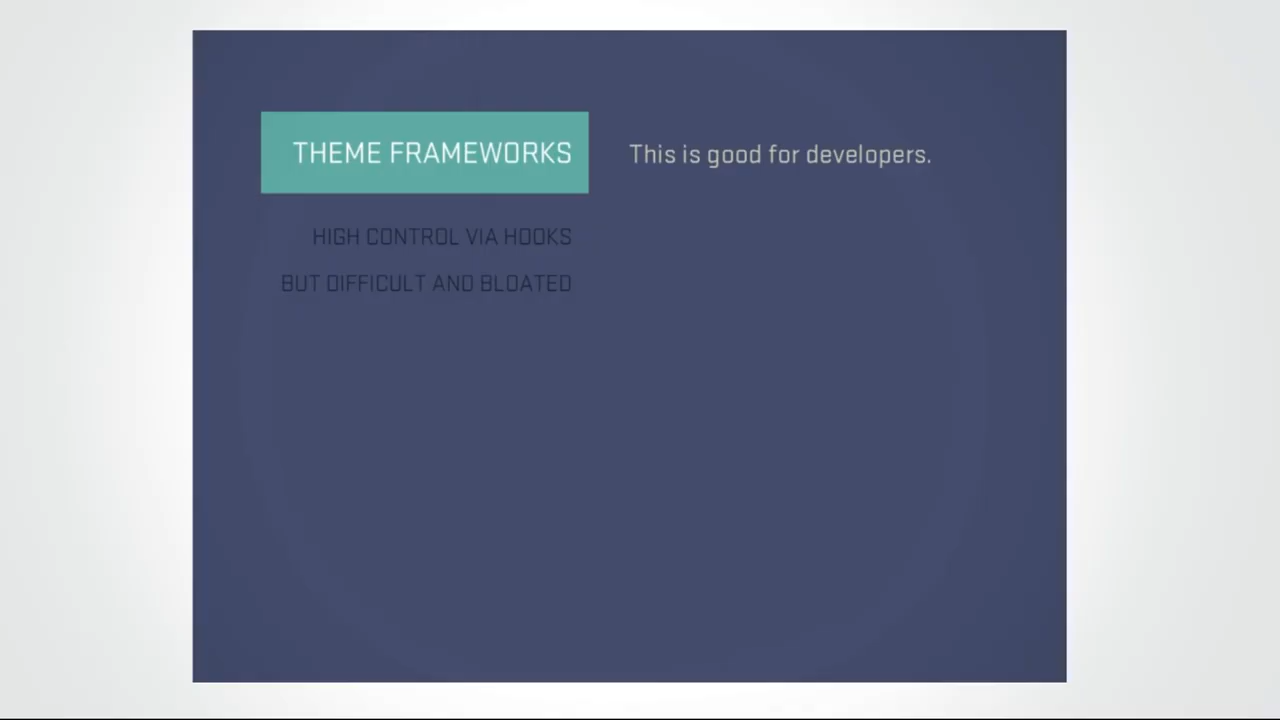 THEME FRAMEWORKS
This is good for developers.
HIGH CONTROL VIA HOOKS
BUT DIFFICULT AND BLOATED